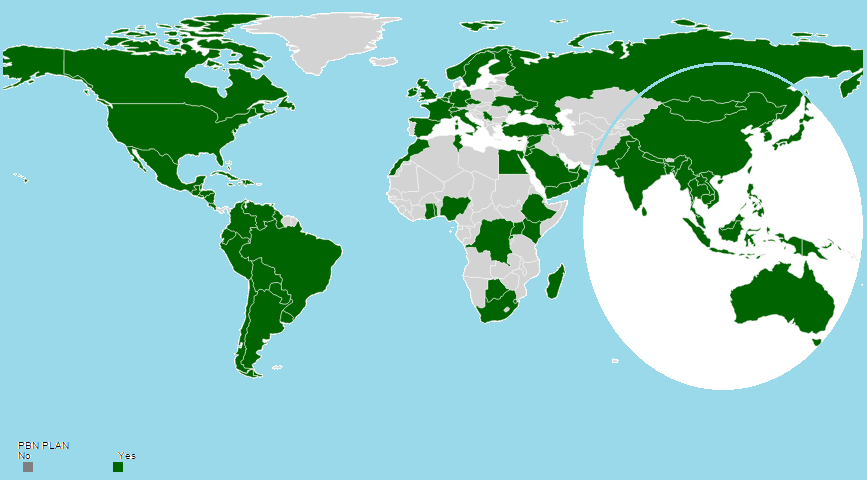 PBN PLAN
No Yes